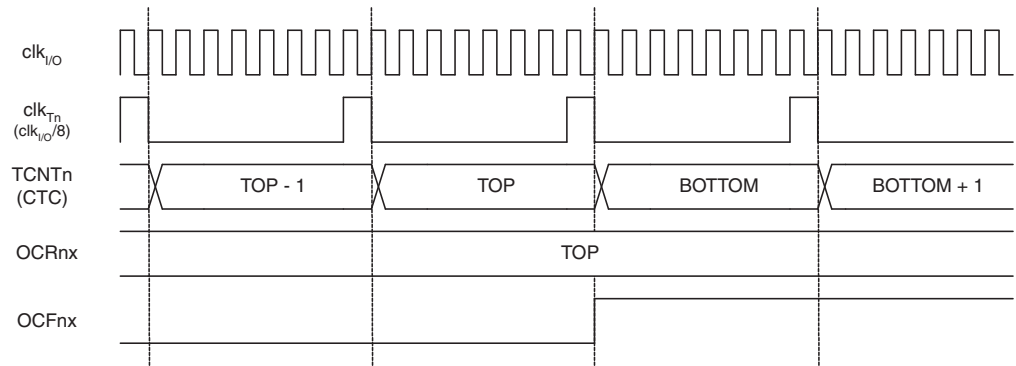 clkI/O
clkTn
(clkI/O/8)
TCNTn
(CTC)
TOP - 1
TOP
BOTTOM
BOTTOM + 1
OCRnx
TOP
OCFnx